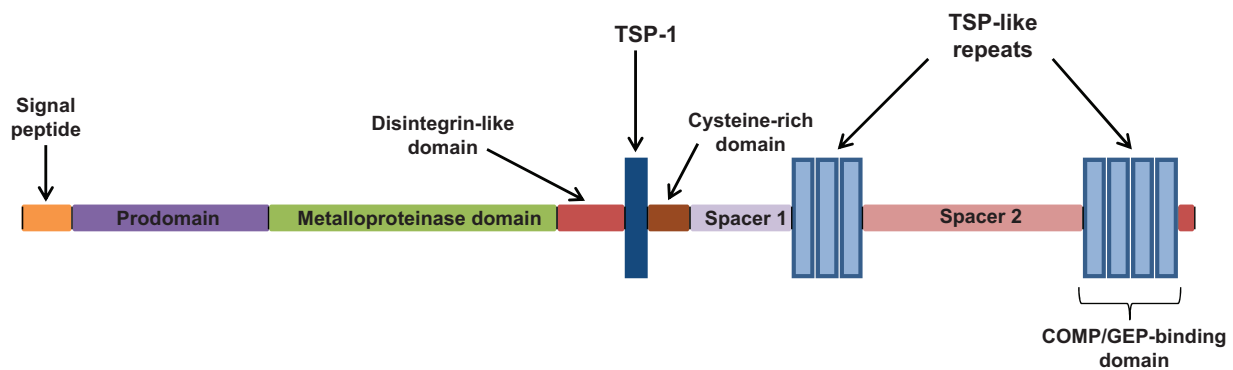 TSP-1
TSP-like
repeats
Signal
peptide
Disintegrin-like
domain
Cysteine-rich
domain
Prodomain
Metalloproteinase domain
Spacer 1
Spacer 2
COMP/GEP-binding
domain